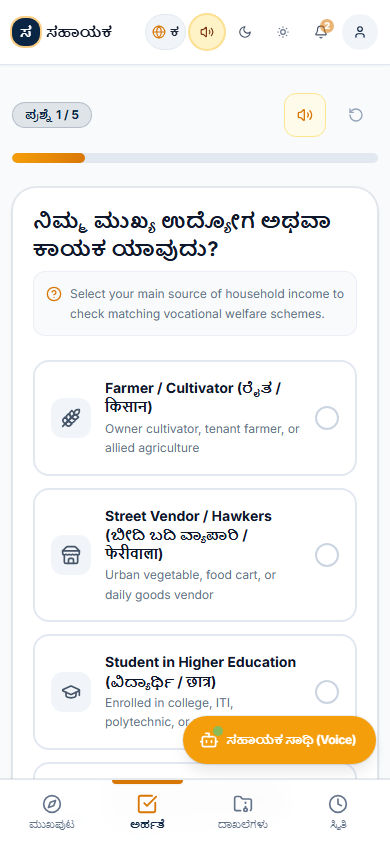 ಸ ಸಹಾಯಕ ಕ 2
ಪ್ರಶ್ನೆ 1 / 5
ನಿಮ್ಮ ಮುಖ್ಯ ಉದ್ಯೋಗ ಅಥವಾ
ಕಾಯಕ ಯಾವುದು?
Select your main source of household income to
check matching vocational welfare schemes.
Farmer / Cultivator (ರೈತ /
किसान)
Owner cultivator, tenant farmer, or
allied agriculture
Street Vendor / Hawkers
(ಬೀದಿ ಬದಿ ವ್ಯಾಪಾರಿ /
फेरीवाला)
Urban vegetable, food cart, or
daily goods vendor
Student in Higher Education
(ವಿದ್ಯಾರ್ಥಿ / छात्र)
Enrolled in college, ITI,
polytechnic, or
ಸಹಾಯಕ ಸಾಥಿ (Voice)
ಮುಖಪುಟ ಅರ್ಹತೆ ದಾಖಲೆಗಳು ಸ್ಥಿತಿ